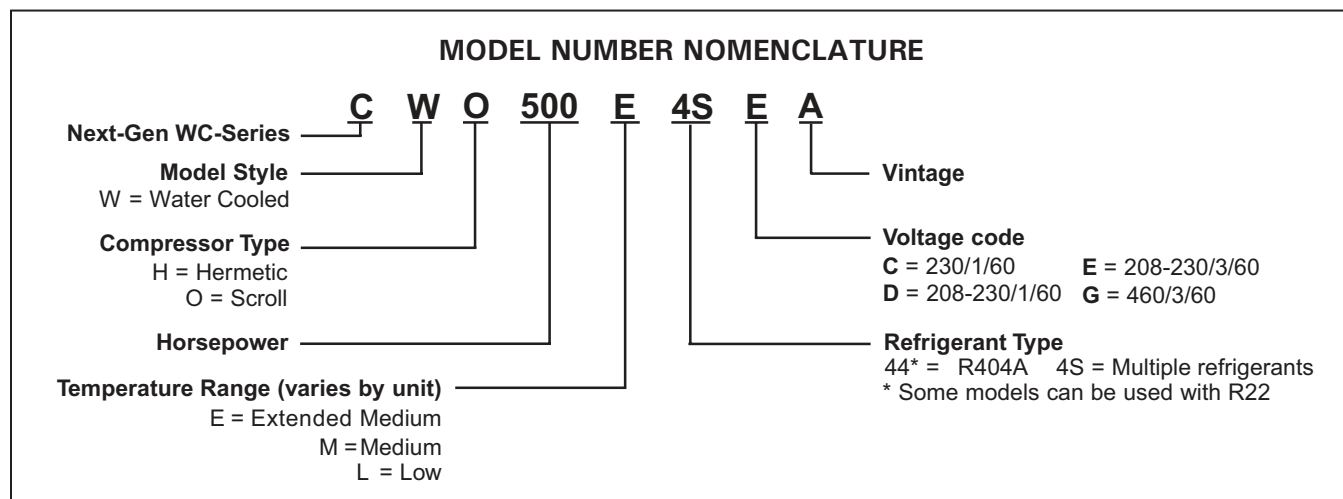 MODEL NUMBER NOMENCLATURE
C W O 500 E 4S E A
Next-Gen WC-Series
Model Style
W = Water Cooled
Compressor Type
H = Hermetic
O = Scroll
Horsepower
Temperature Range (varies by unit)
E = Extended Medium
M = Medium
L = Low
Vintage
Voltage code
C = 230/1/60 E = 208-230/3/60
D = 208-230/1/60 G = 460/3/60
Refrigerant Type
44* = R404A 4S = Multiple refrigerants
* Some models can be used with R22